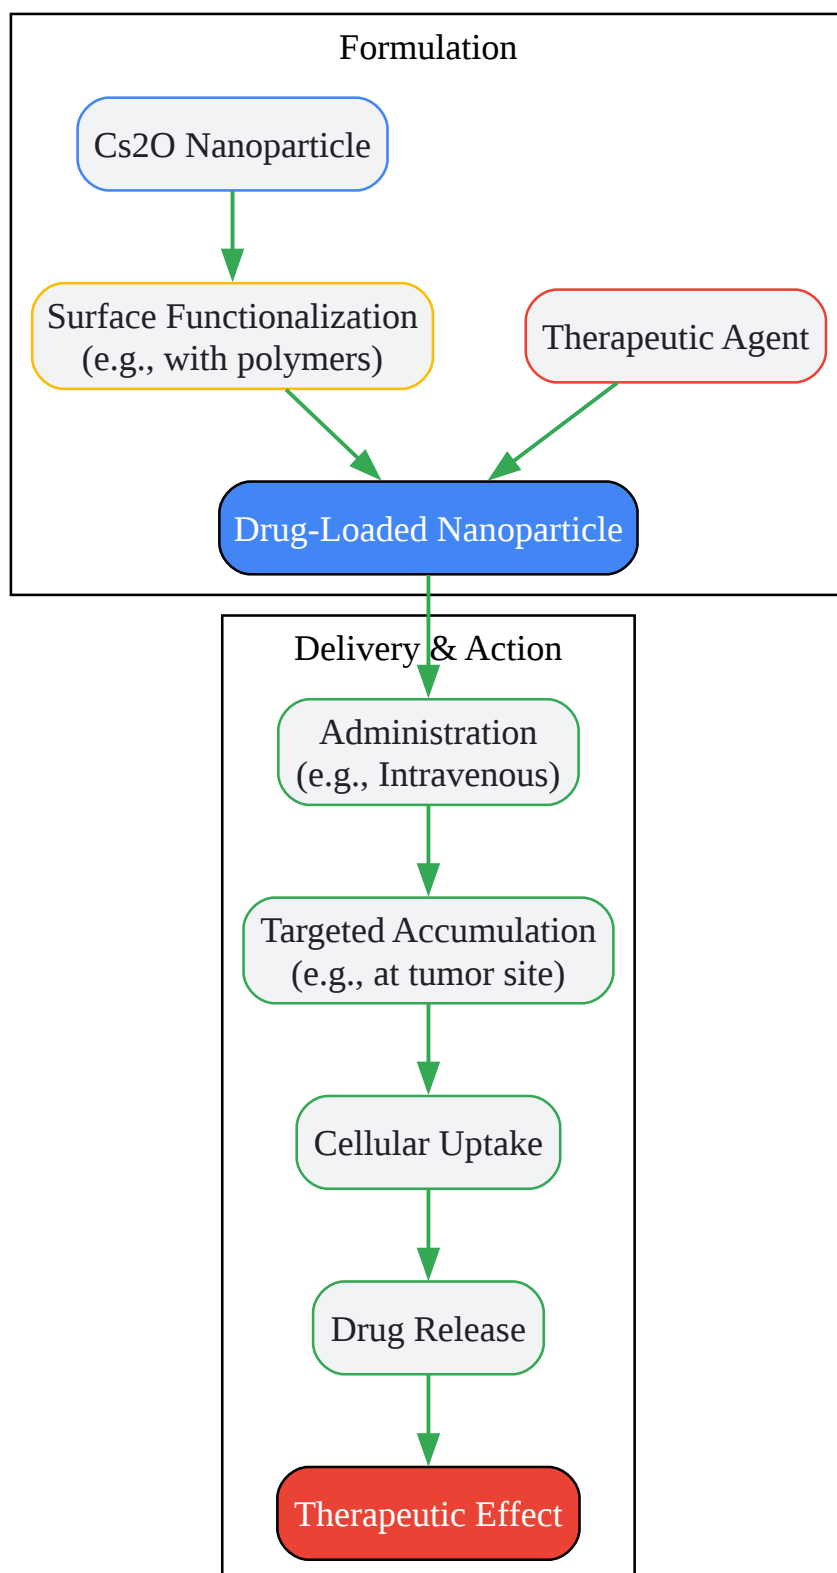 Formulation
Cs2O Nanoparticle
Surface Functionalization
(e.g., with polymers)
Therapeutic Agent
Drug-Loaded Nanoparticle
Delivery & Action
Administration
(e.g., Intravenous)
Targeted Accumulation
(e.g., at tumor site)
Cellular Uptake
Drug Release
Therapeutic Effect